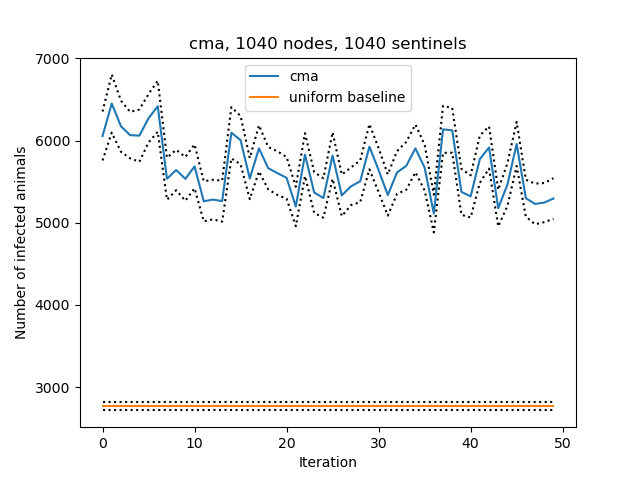 cma, 1040 nodes, 1040 sentinels
7000
6000
5000
4000
3000
Number of infected animals
cma
uniform baseline
0 10 20 30 40 50
Iteration